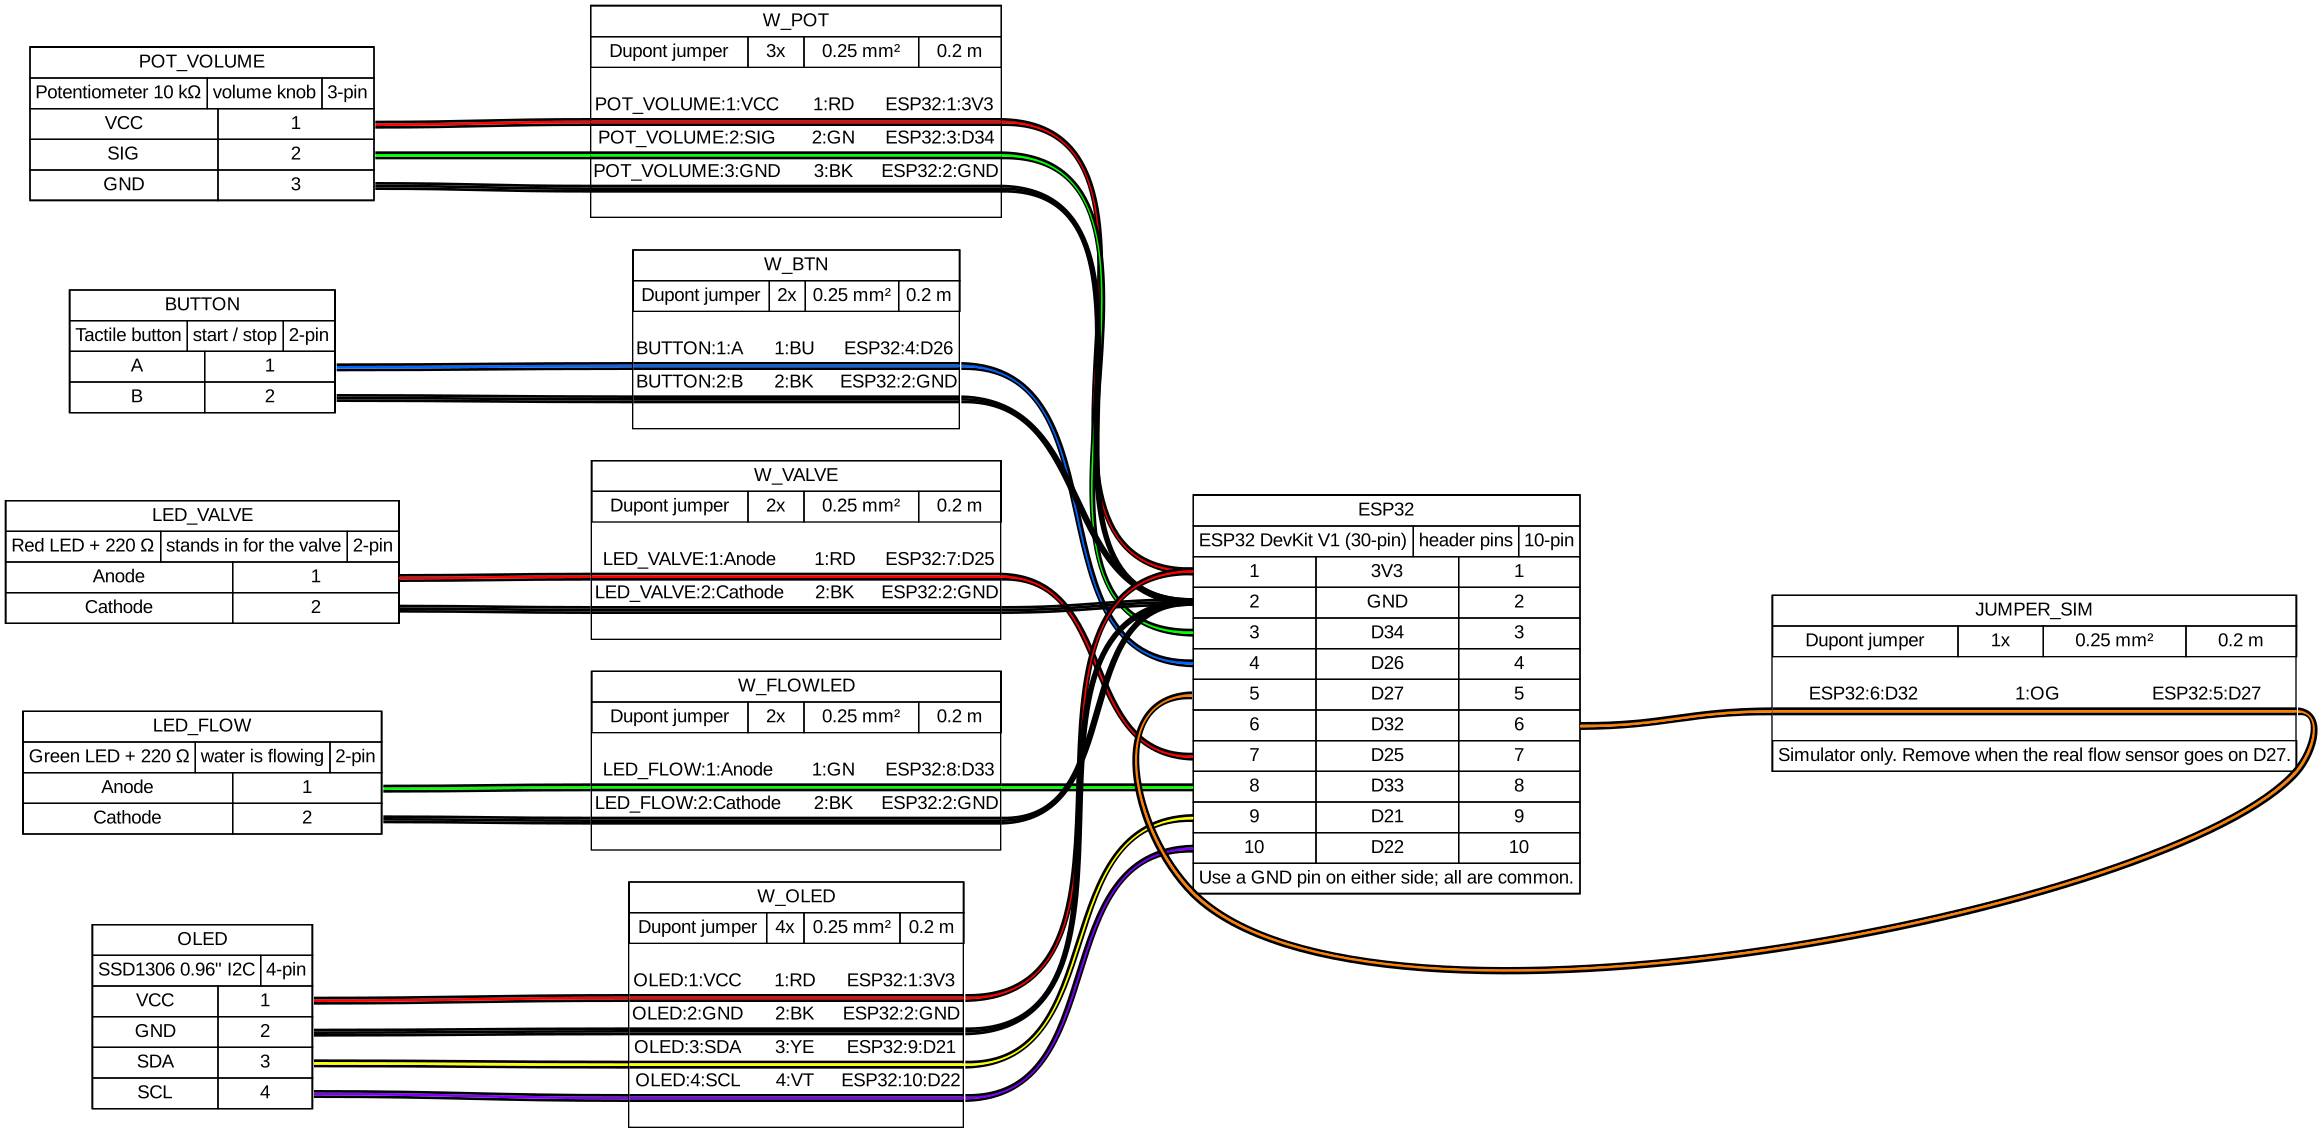 POT_VOLUME
Potentiometer 10 kΩ volume knob 3-pin
VCC 1
SIG 2
GND 3
W_POT
Dupont jumper 3x 0.25 mm² 0.2 m
POT_VOLUME:1:VCC 1:RD ESP32:1:3V3
POT_VOLUME:2:SIG 2:GN ESP32:3:D34
POT_VOLUME:3:GND 3:BK ESP32:2:GND
BUTTON
Tactile button start / stop 2-pin
A 1
B 2
W_BTN
Dupont jumper 2x 0.25 mm² 0.2 m
BUTTON:1:A 1:BU ESP32:4:D26
BUTTON:2:B 2:BK ESP32:2:GND
LED_VALVE
Red LED + 220 Ω stands in for the valve 2-pin
Anode 1
Cathode 2
W_VALVE
Dupont jumper 2x 0.25 mm² 0.2 m
LED_VALVE:1:Anode 1:RD ESP32:7:D25
LED_VALVE:2:Cathode 2:BK ESP32:2:GND
LED_FLOW
Green LED + 220 Ω water is flowing 2-pin
Anode 1
Cathode 2
W_FLOWLED
Dupont jumper 2x 0.25 mm² 0.2 m
LED_FLOW:1:Anode 1:GN ESP32:8:D33
LED_FLOW:2:Cathode 2:BK ESP32:2:GND
OLED
SSD1306 0.96" I2C 4-pin
VCC 1
GND 2
SDA 3
SCL 4
W_OLED
Dupont jumper 4x 0.25 mm² 0.2 m
OLED:1:VCC 1:RD ESP32:1:3V3
OLED:2:GND 2:BK ESP32:2:GND
OLED:3:SDA 3:YE ESP32:9:D21
OLED:4:SCL 4:VT ESP32:10:D22
ESP32
ESP32 DevKit V1 (30-pin) header pins 10-pin
1 3V3 1
2 GND 2
3 D34 3
4 D26 4
5 D27 5
6 D32 6
7 D25 7
8 D33 8
9 D21 9
10 D22 10
Use a GND pin on either side; all are common.
JUMPER_SIM
Dupont jumper 1x 0.25 mm² 0.2 m
ESP32:6:D32 1:OG ESP32:5:D27
Simulator only. Remove when the real flow sensor goes on D27.